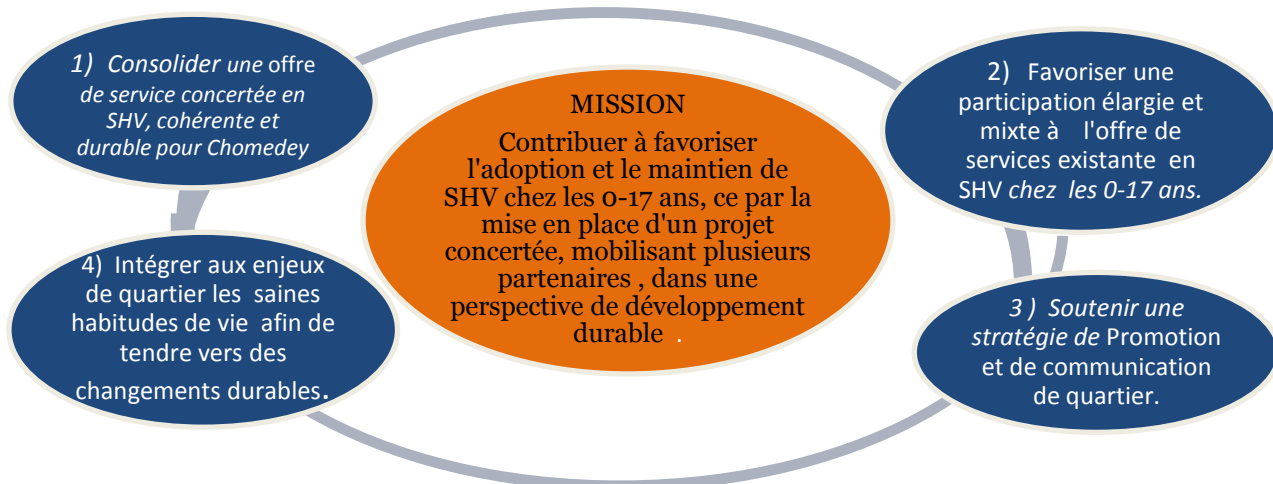 1) Consolider une offre
de service concertée en
SHV, cohérente et
durable pour Chomedey
MISSION
Contribuer à favoriser
l'adoption et le maintien de
SHV chez les 0-17 ans, ce par la
mise en place d'un projet
concertée, mobilisant plusieurs
partenaires , dans une
perspective de développement
durable .
2) Favoriser une
participation élargie et
mixte à l'offre de
services existante en
SHV chez les 0-17 ans.
3 ) Soutenir une
stratégie de Promotion
et de communication
de quartier.
4) Intégrer aux enjeux
de quartier les saines
habitudes de vie afin de
tendre vers des
changements durables.